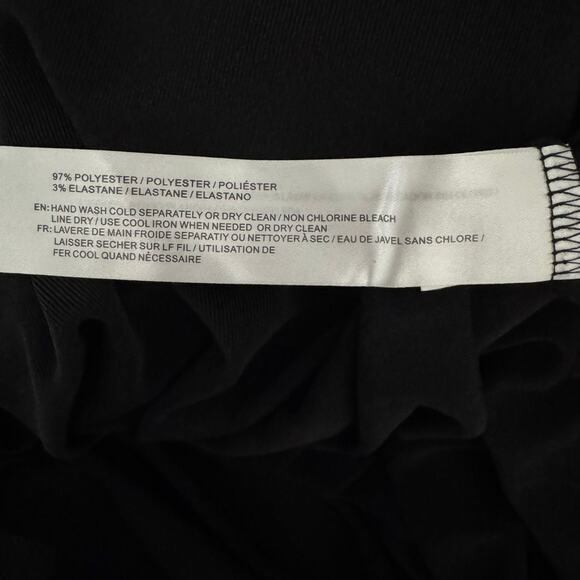 97% POLYESTER / POLYESTER / POLIÉSTER
3% ELASTANE / ELASTANE / ELASTANO
EN: HAND WASH COLD SEPARATELY OR DRY CLEAN / NON CHLORINE BLEACH
LINE DRY / USE COOL IRON WHEN NEEDED OR DRY CLEAN
FR: LAVERE DE MAIN FROIDE SEPARATIY OU NETTOYER À SEC / EAU DE JAVEL SANS CHLORE /
LAISSER SECHER SUR LF FIL / UTILISATION DE
FER COOL QUAND NÉCESSAIRE